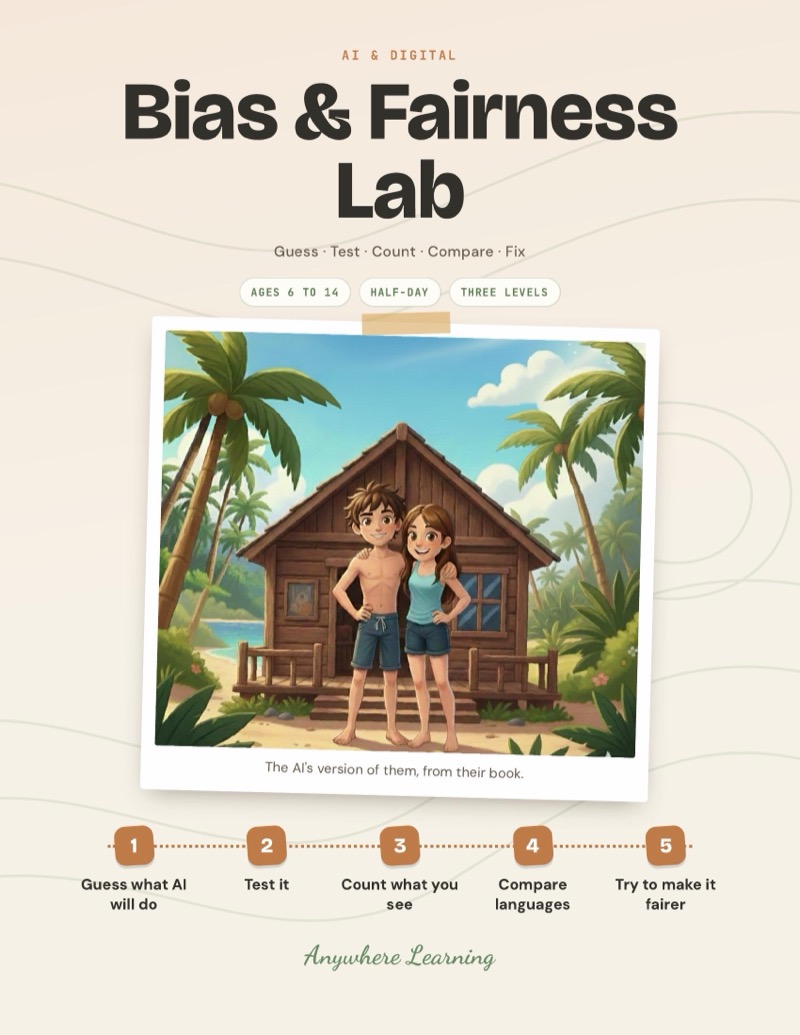 AI & DIGITAL
Bias & Fairness
Lab
Guess · Test · Count · Compare · Fix
AGES 6 TO 14
HALF-DAY
THREE LEVELS
The AI's version of them, from their book.
1
2
3
4
5
Guess what AI
will do
Test it
Count what you
see
Compare
languages
Try to make it
fairer
Anywhere Learning